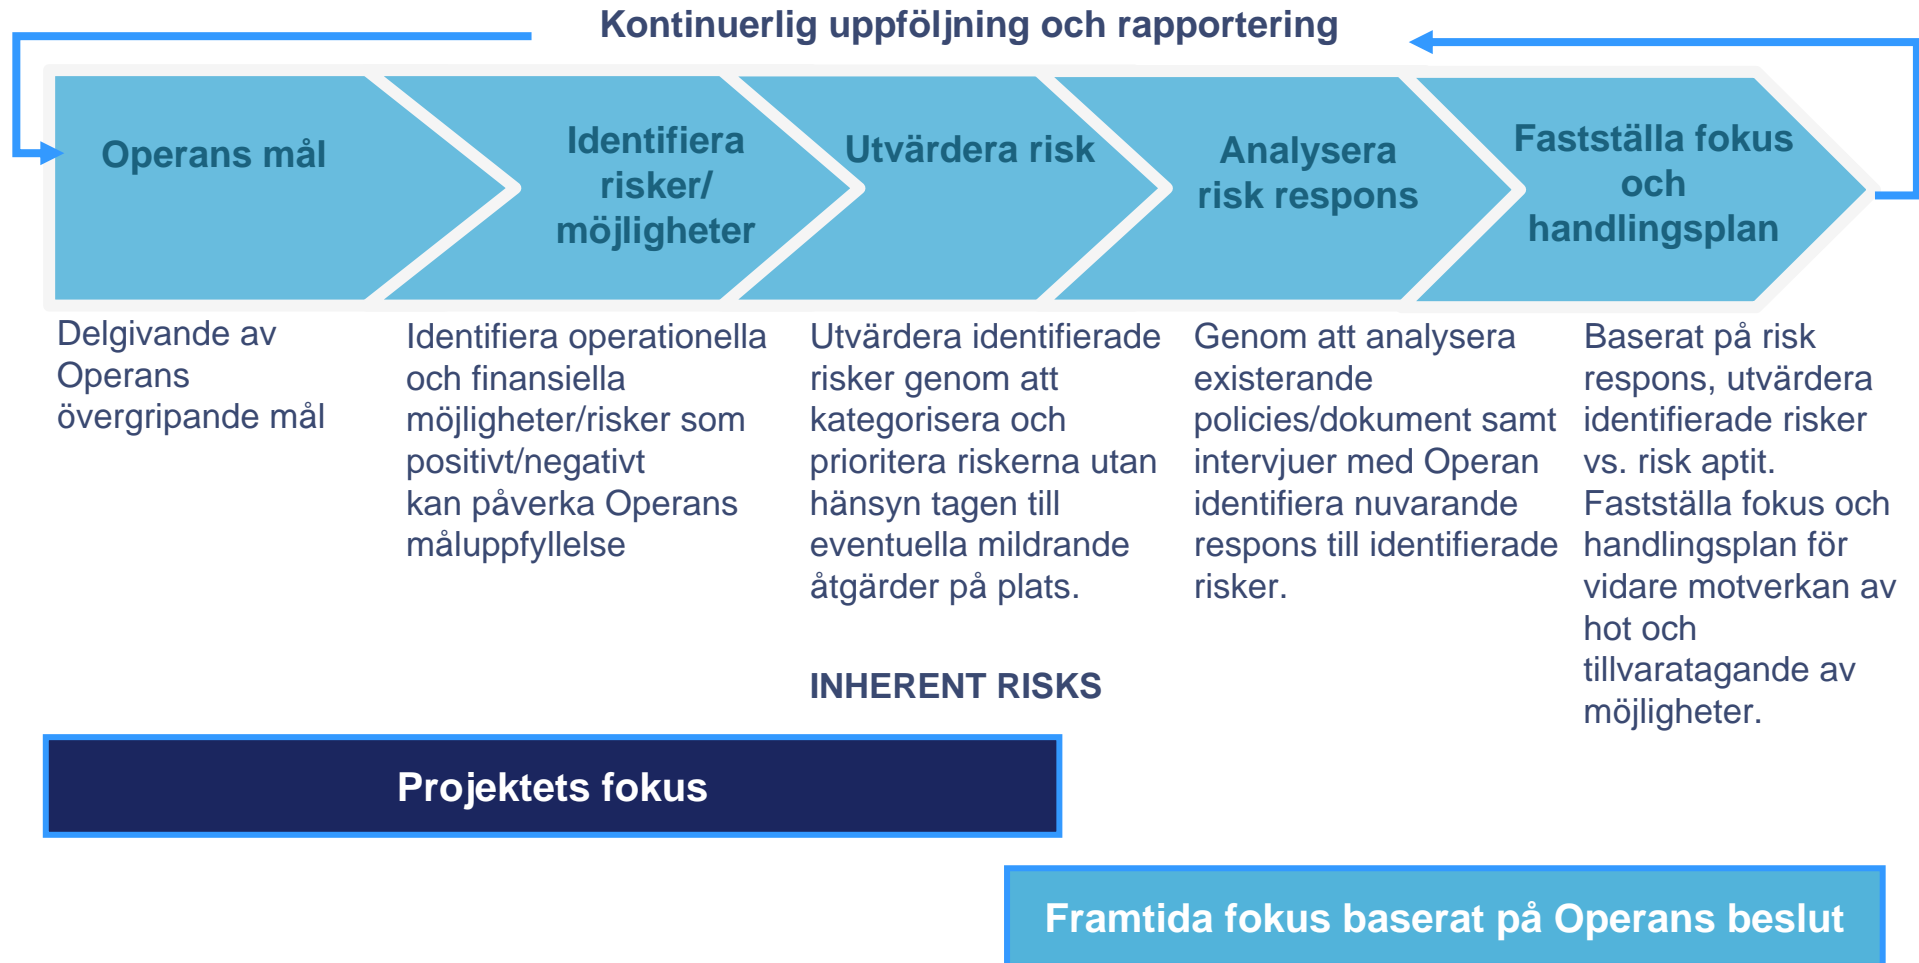 Kontinuerlig uppföljning och rapportering
Operans mål
Identifiera
risker/
möjligheter
Utvärdera risk
Analysera
risk respons
Fastställa fokus
och
handlingsplan
Delgivande av
Operans
övergripande mål
Identifiera operationella
och finansiella
möjligheter/risker som
positivt/negativt
kan påverka Operans
måluppfyllelse
Utvärdera identifierade
risker genom att
kategorisera och
prioritera riskerna utan
hänsyn tagen till
eventuella mildrande
åtgärder på plats.
INHERENT RISKS
Genom att analysera
existerande
policies/dokument samt
intervjuer med Operan
identifiera nuvarande
respons till identifierade
risker.
Baserat på risk
respons, utvärdera
identifierade risker
vs. risk aptit.
Fastställa fokus och
handlingsplan för
vidare motverkan av
hot och
tillvaratagande av
möjligheter.
Projektets fokus
Framtida fokus baserat på Operans beslut